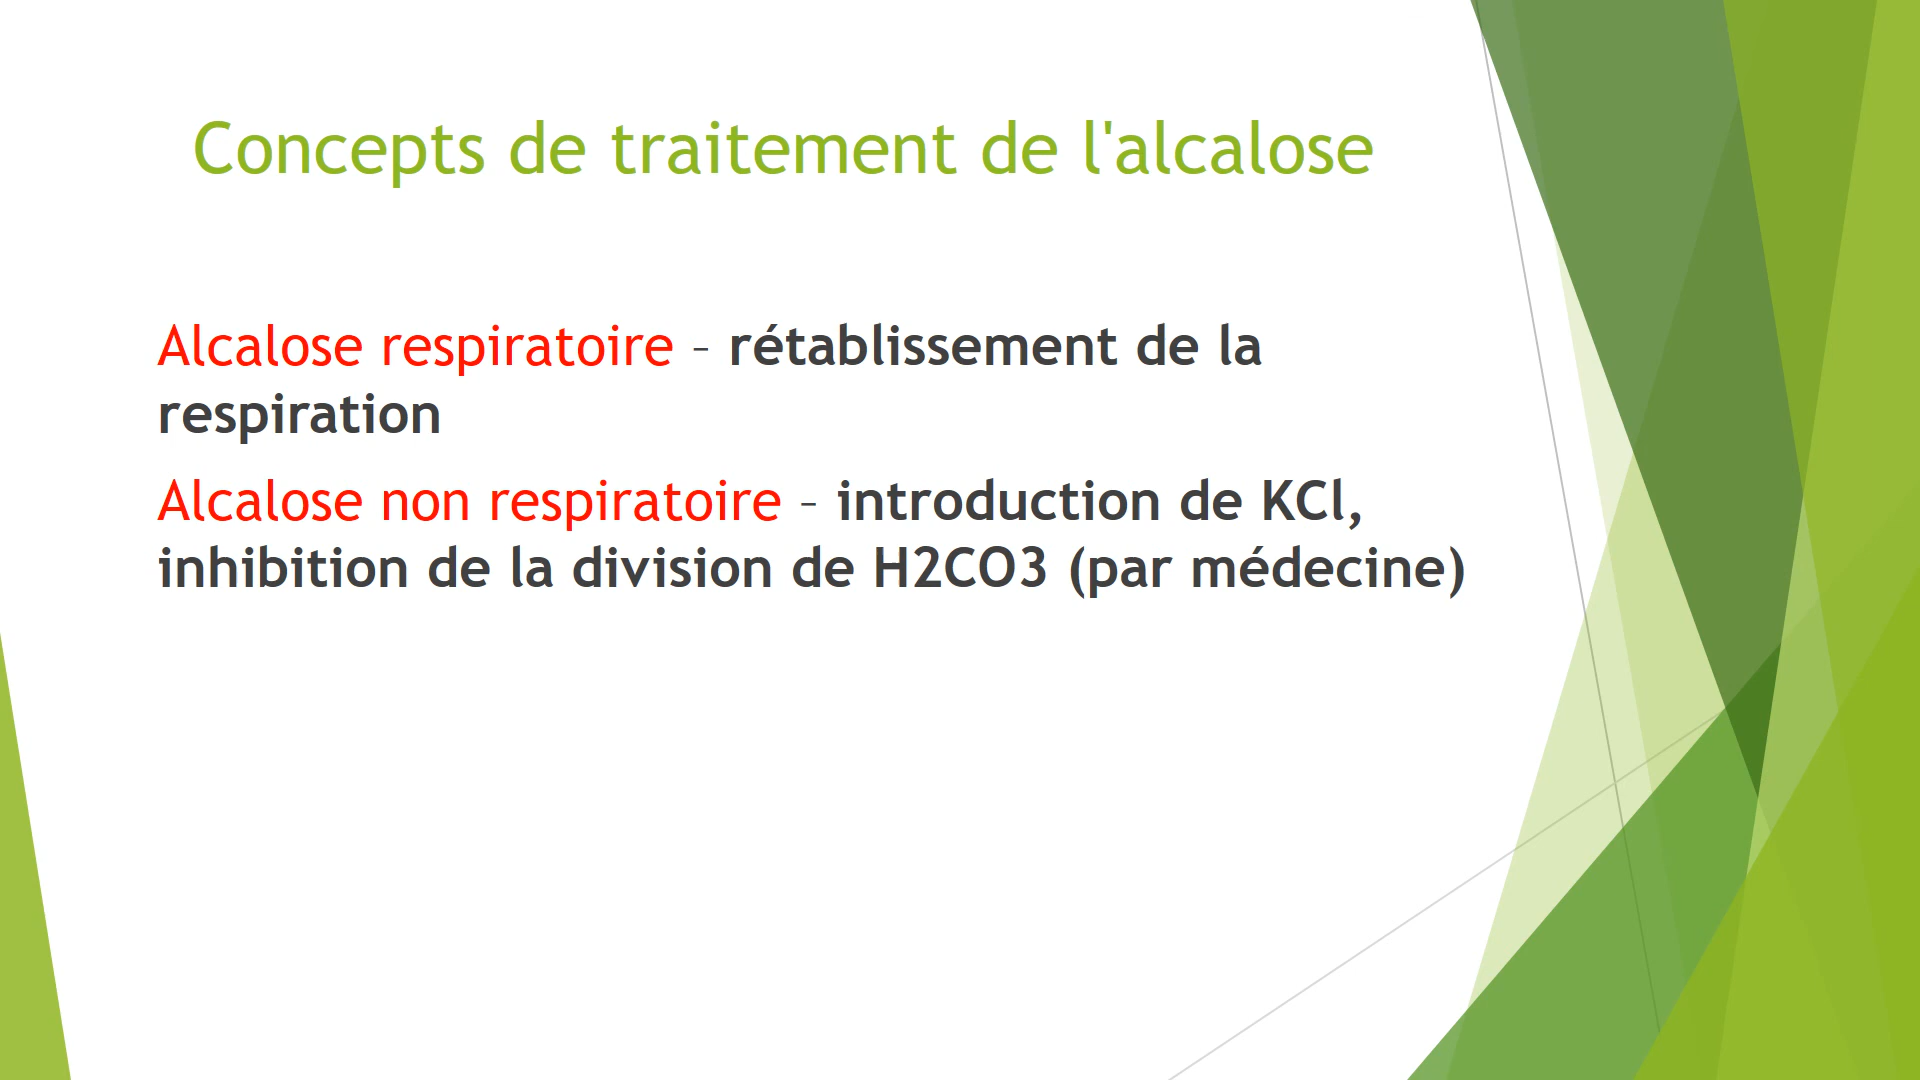 Concepts de traitement de l'alcalose
Alcalose respiratoire – rétablissement de la
respiration
Alcalose non respiratoire – introduction de KCl,
inhibition de la division de H2CO3 (par médecine)